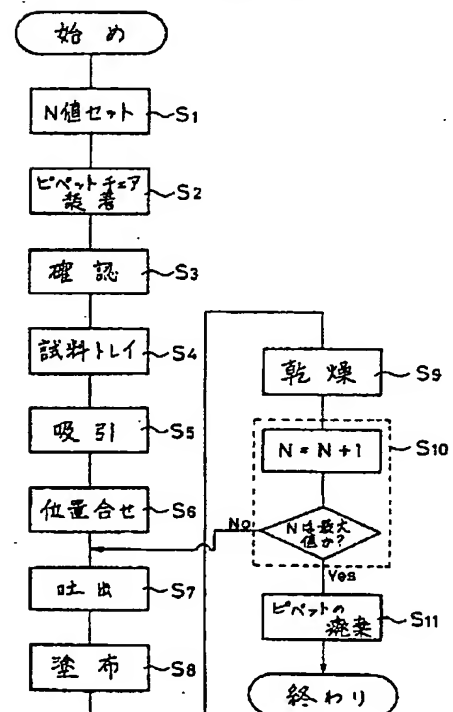 始め
N値セット S1
ピペットチェア
装着 S2
確認 S3
試料トレイ S4
吸引 S5
位置合せ S6
吐出 S7
塗布 S8
乾燥 S9
N=N+1 S10
Nは最大
値か?
No
Yes
ピペットの
廃棄 S11
終わり